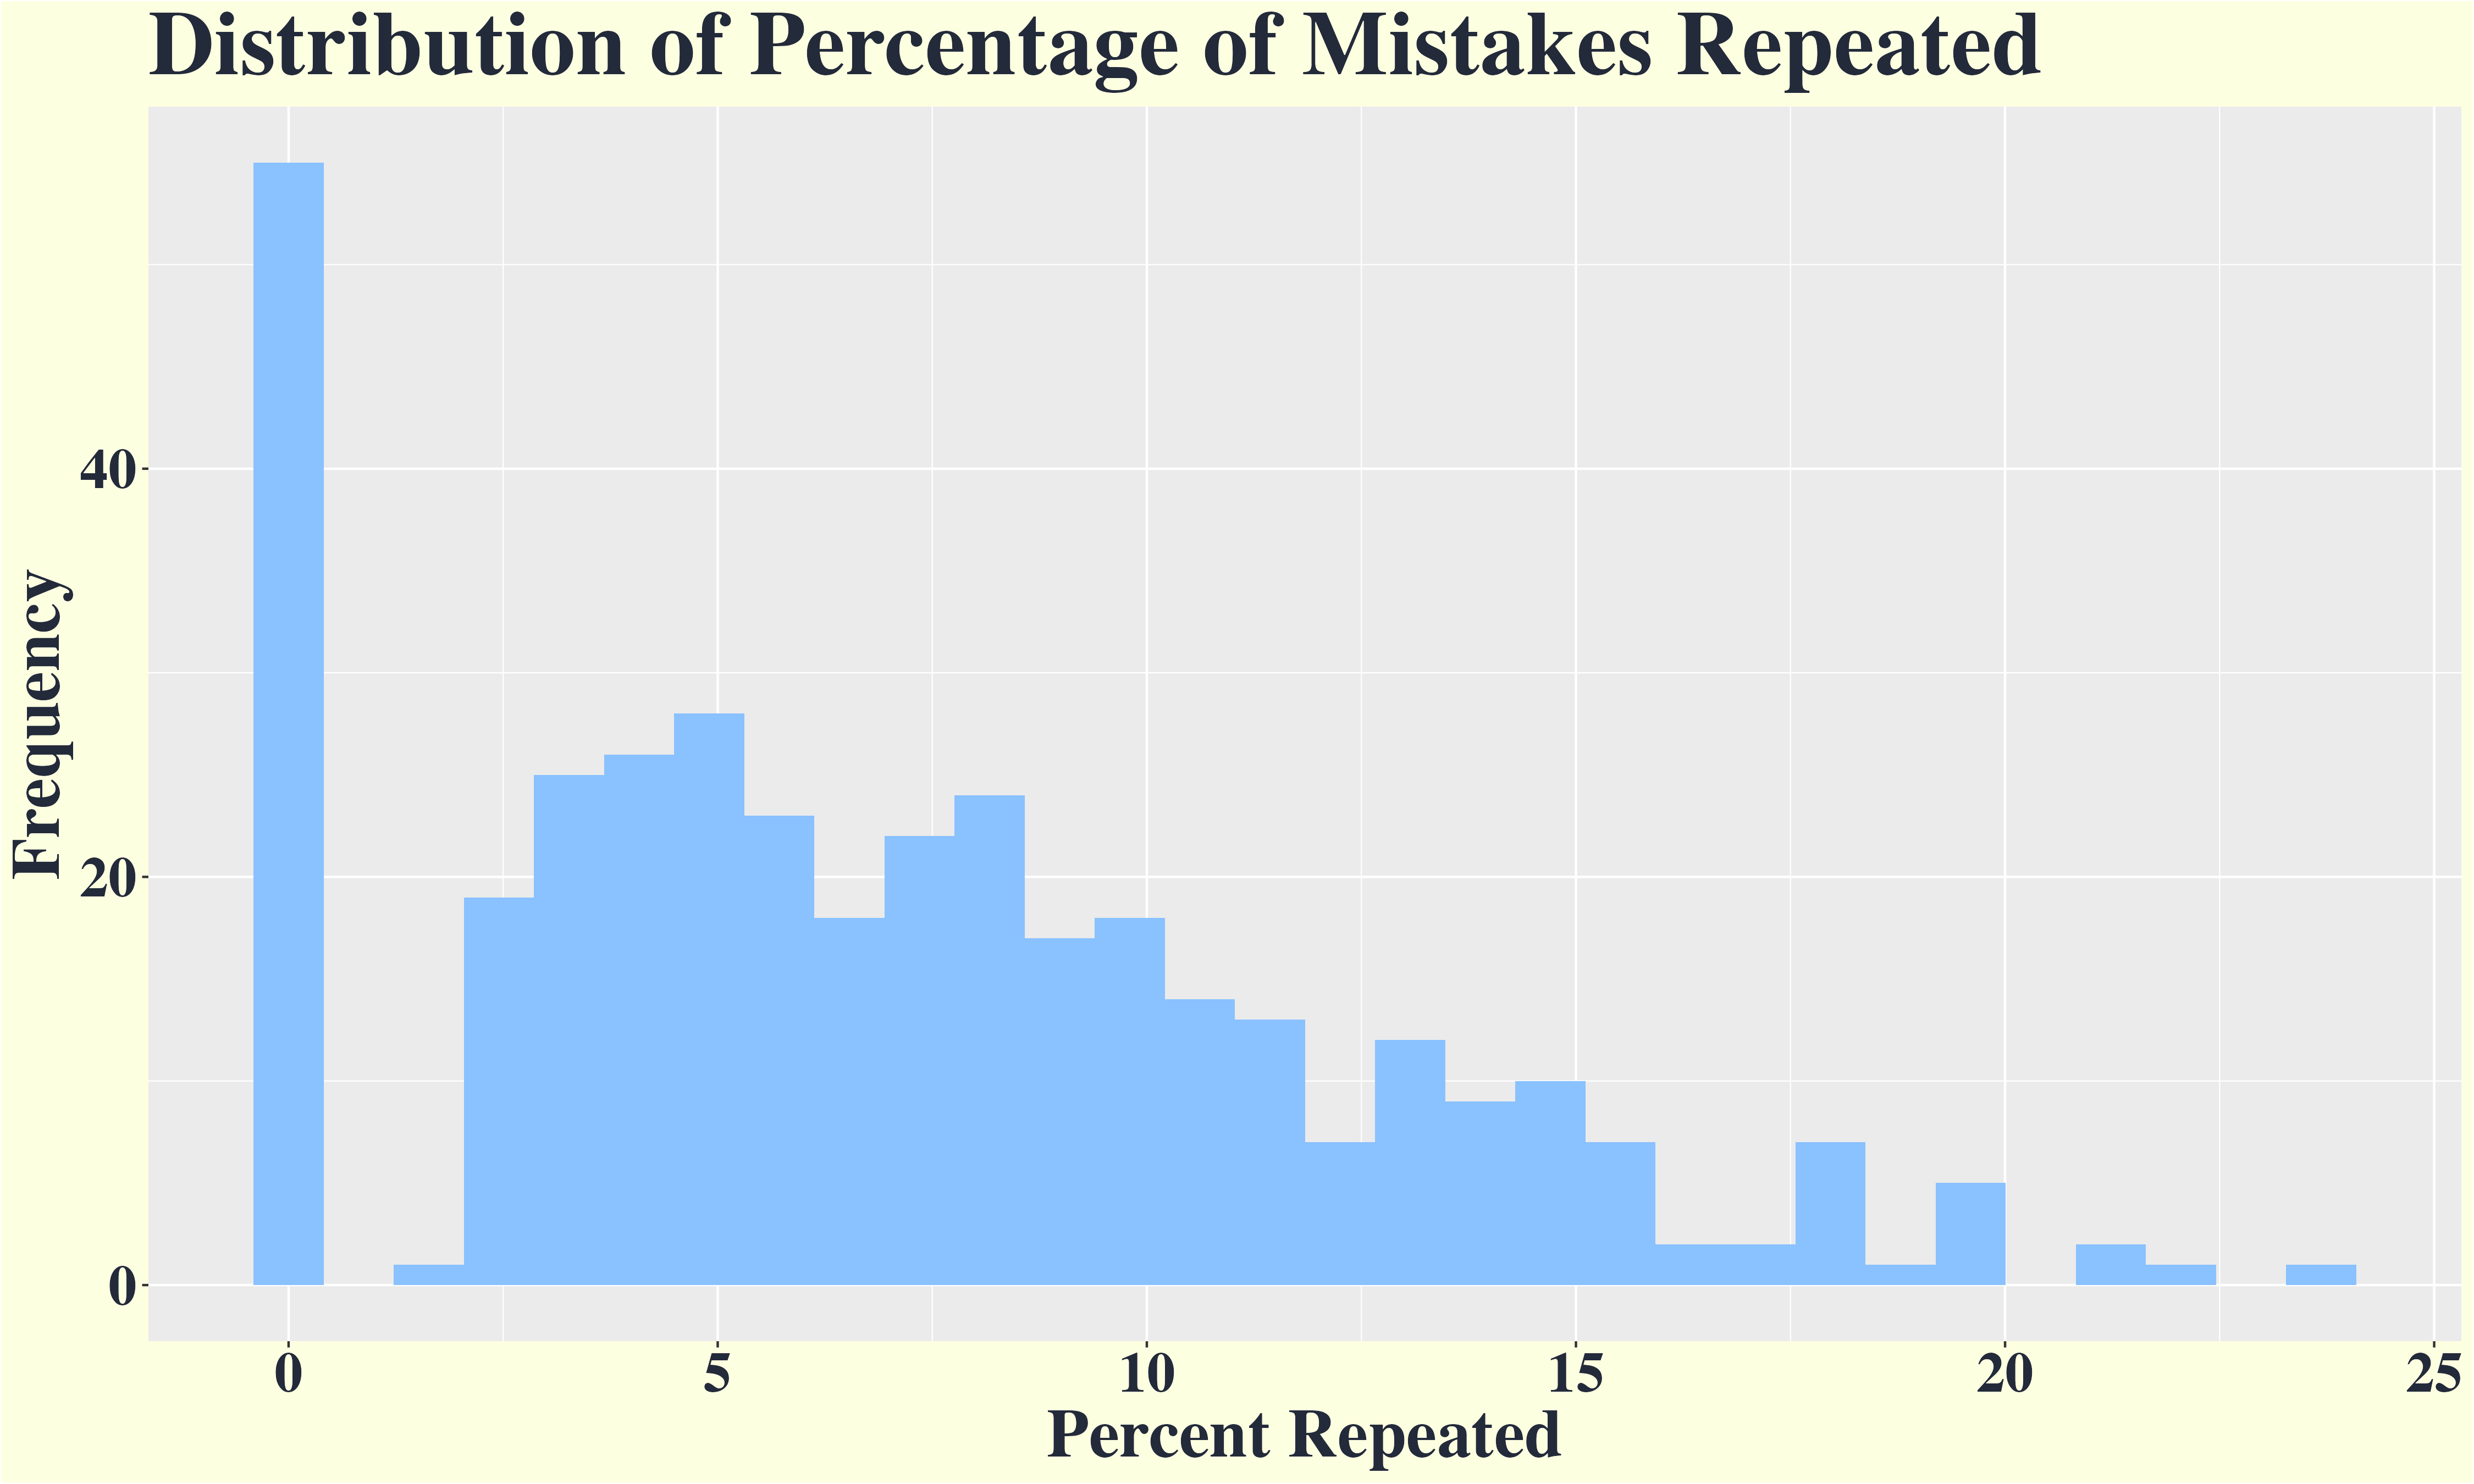 Distribution of Percentage of Mistakes Repeated
Frequency
40
20
0
0 5 10 15 20 25
Percent Repeated